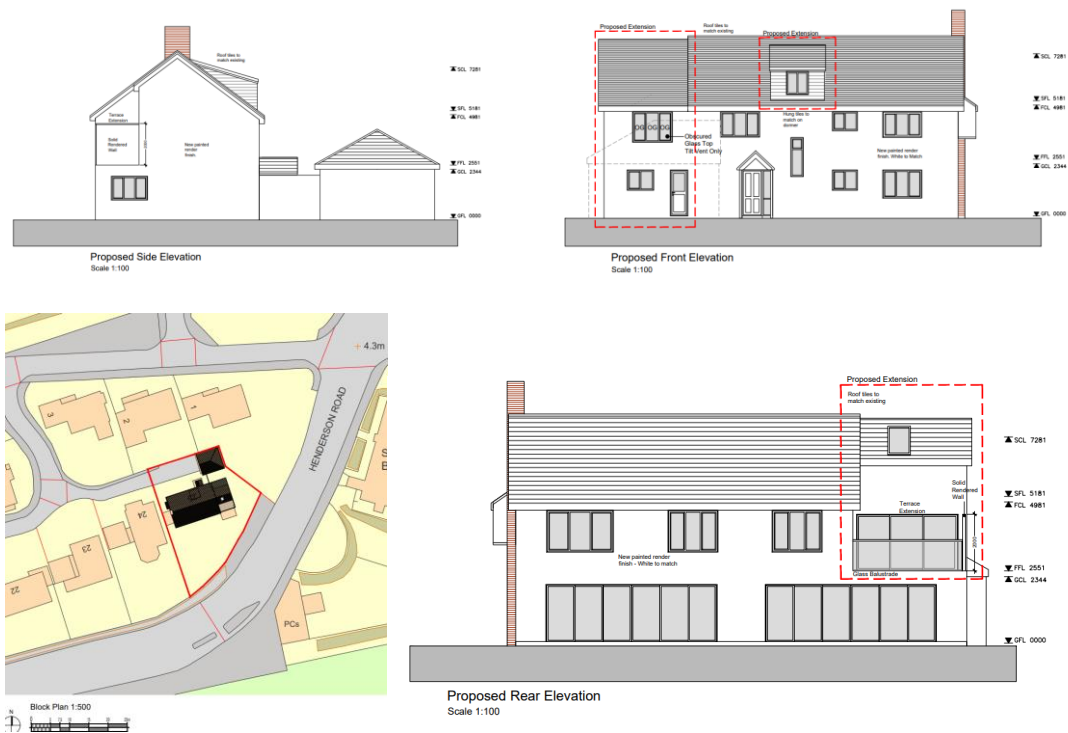 Roof tiles to
match existing
SCL 7281
SFL 5181
FCL 4981
Terrace
Extension
Solid
Rendered
Wall
New painted
render
finish.
FFL 2551
GCL 2344
GFL 0000
Proposed Side Elevation
Scale 1:100
Proposed Extension
Roof tiles to
match existing
Proposed Extension
SCL 7281
SFL 5181
FCL 4981
Hung tiles to
match on
dormer
OG OG OG
Obscured
Glass Top
Tilt Vent Only
New painted render
finish. White to Match
FFL 2551
GCL 2344
GFL 0000
Proposed Front Elevation
Scale 1:100
4.3m
HENDERSON ROAD
3
2
1
24
23
22
PCs
S
B
Block Plan 1:500
N
Proposed Extension
Roof tiles to
match existing
SCL 7281
Solid
Rendered
Wall
SFL 5181
FCL 4981
Terrace
Extension
New painted render
finish - White to match
Glass Balustrade
FFL 2551
GCL 2344
GFL 0000
Proposed Rear Elevation
Scale 1:100